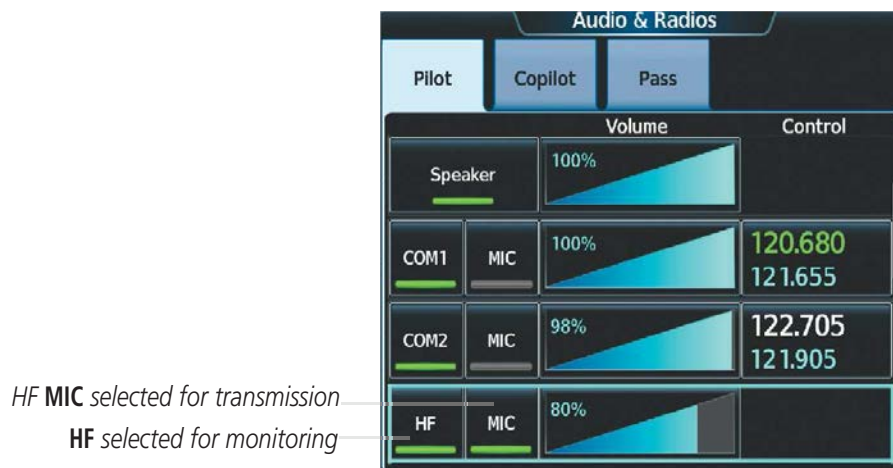 Audio & Radios
Pilot Copilot Pass
Volume Control
Speaker 100%
COM1 MIC 100% 120.680
121.655
COM2 MIC 98% 122.705
121.905
HF MIC selected for transmission
HF selected for monitoring
HF MIC 80%